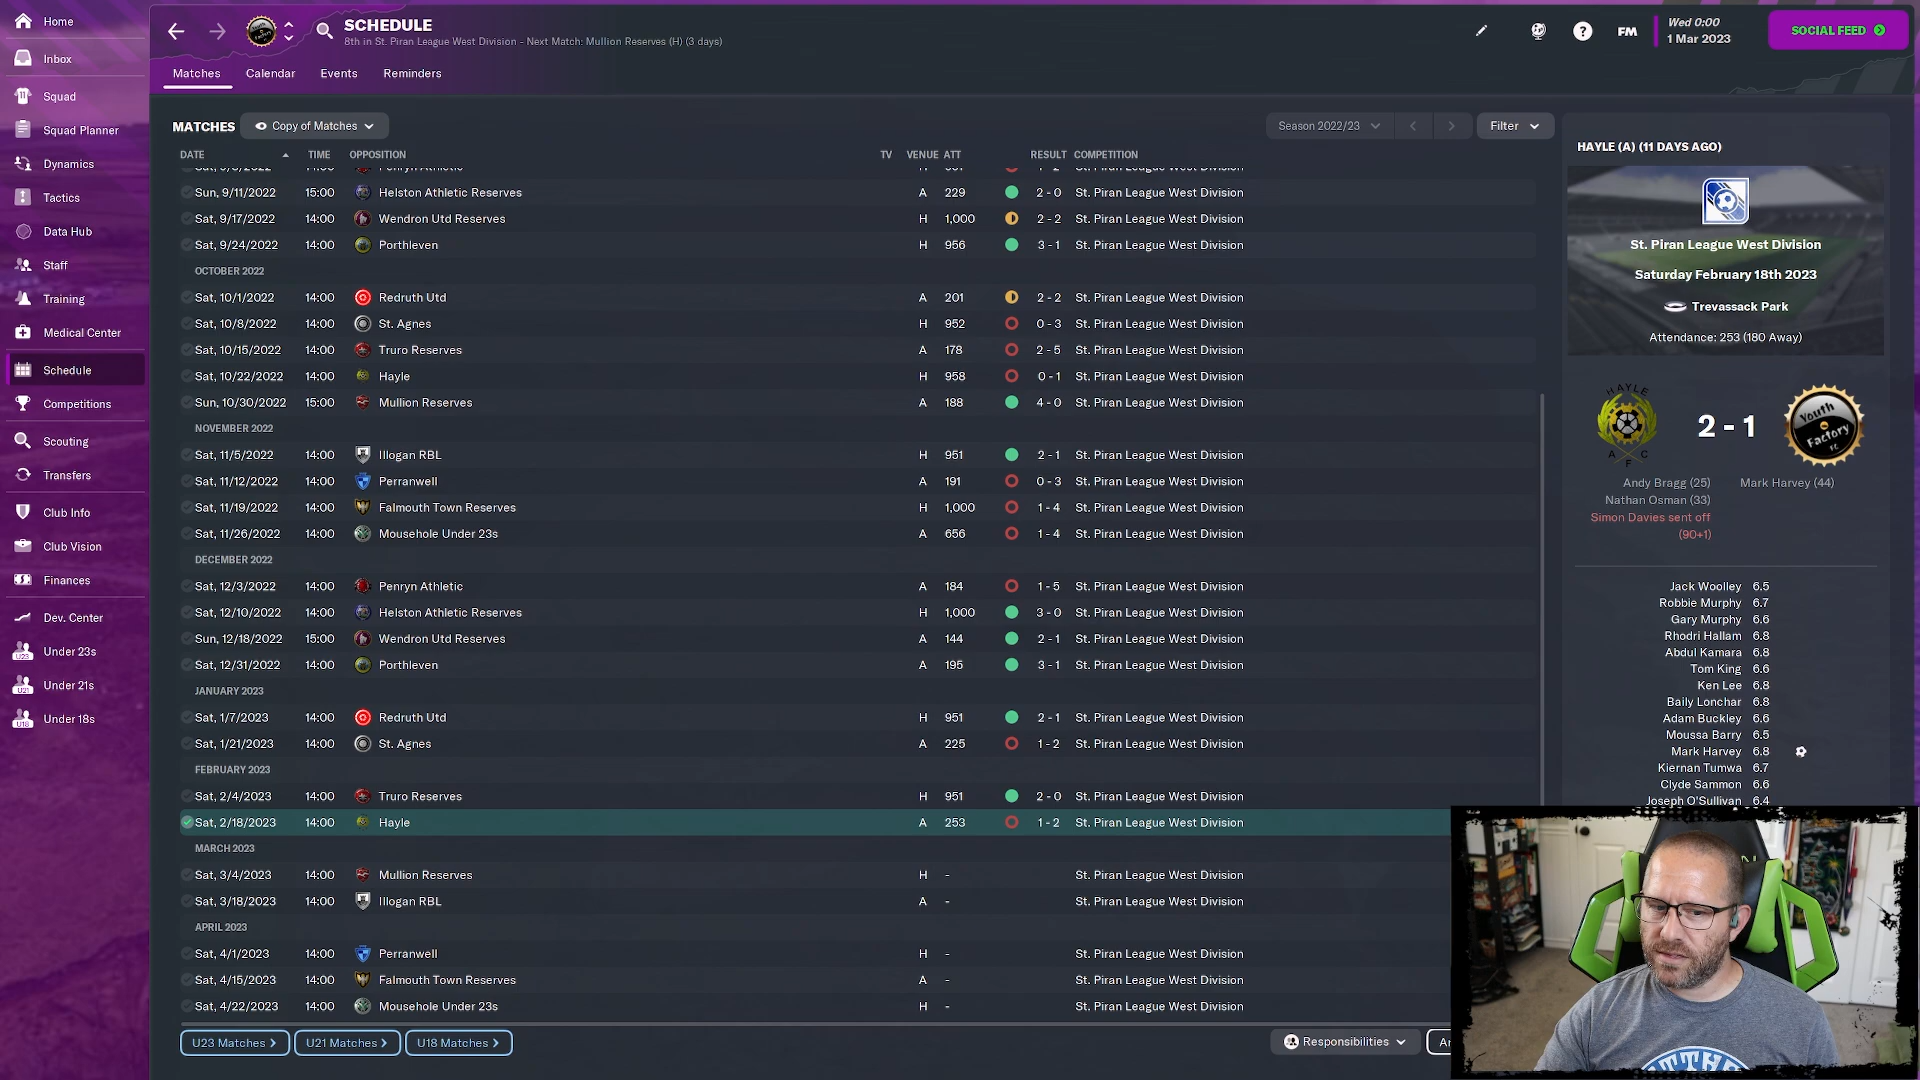 Home
Inbox
Squad
Squad Planner
Dynamics
Tactics
Data Hub
Staff
Training
Medical Center
Schedule
Competitions
Scouting
Transfers
Club Info
Club Vision
Finances
Dev. Center
Under 23s
Under 21s
Under 18s
SCHEDULE
8th in St. Piran League West Division - Next Match: Mullion Reserves (H) (3 days)
FM
Wed 0:00
1 Mar 2023
SOCIAL FEED
Matches Calendar Events Reminders
MATCHES Copy of Matches Season 2022/23 Filter
DATE TIME OPPOSITION TV VENUE ATT RESULT COMPETITION
Sun, 9/11/2022 15:00 Helston Athletic Reserves A 229 2 - 0 St. Piran League West Division
Sat, 9/17/2022 14:00 Wendron Utd Reserves H 1,000 2 - 2 St. Piran League West Division
Sat, 9/24/2022 14:00 Porthleven H 956 3 - 1 St. Piran League West Division
OCTOBER 2022
Sat, 10/1/2022 14:00 Redruth Utd A 201 2 - 2 St. Piran League West Division
Sat, 10/8/2022 14:00 St. Agnes H 952 0 - 3 St. Piran League West Division
Sat, 10/15/2022 14:00 Truro Reserves A 178 2 - 5 St. Piran League West Division
Sat, 10/22/2022 14:00 Hayle H 958 0 - 1 St. Piran League West Division
Sun, 10/30/2022 15:00 Mullion Reserves A 188 4 - 0 St. Piran League West Division
NOVEMBER 2022
Sat, 11/5/2022 14:00 Illogan RBL H 951 2 - 1 St. Piran League West Division
Sat, 11/12/2022 14:00 Perranwell A 191 0 - 3 St. Piran League West Division
Sat, 11/19/2022 14:00 Falmouth Town Reserves H 1,000 1 - 4 St. Piran League West Division
Sat, 11/26/2022 14:00 Mousehole Under 23s A 656 1 - 4 St. Piran League West Division
DECEMBER 2022
Sat, 12/3/2022 14:00 Penryn Athletic A 184 1 - 5 St. Piran League West Division
Sat, 12/10/2022 14:00 Helston Athletic Reserves H 1,000 3 - 0 St. Piran League West Division
Sun, 12/18/2022 15:00 Wendron Utd Reserves A 144 2 - 1 St. Piran League West Division
Sat, 12/31/2022 14:00 Porthleven A 195 3 - 1 St. Piran League West Division
JANUARY 2023
Sat, 1/7/2023 14:00 Redruth Utd H 951 2 - 1 St. Piran League West Division
Sat, 1/21/2023 14:00 St. Agnes A 225 1 - 2 St. Piran League West Division
FEBRUARY 2023
Sat, 2/4/2023 14:00 Truro Reserves H 951 2 - 0 St. Piran League West Division
Sat, 2/18/2023 14:00 Hayle A 253 1 - 2 St. Piran League West Division
MARCH 2023
Sat, 3/4/2023 14:00 Mullion Reserves H - St. Piran League West Division
Sat, 3/18/2023 14:00 Illogan RBL A - St. Piran League West Division
APRIL 2023
Sat, 4/1/2023 14:00 Perranwell H - St. Piran League West Division
Sat, 4/15/2023 14:00 Falmouth Town Reserves A - St. Piran League West Division
Sat, 4/22/2023 14:00 Mousehole Under 23s H - St. Piran League West Division
U23 Matches U21 Matches U18 Matches Responsibilities
HAYLE (A) (11 DAYS AGO)
St. Piran League West Division
Saturday February 18th 2023
Trevassack Park
Attendance: 253 (180 Away)
HAYLE
AFC
2 - 1
Youth
Factory
FC
Andy Bragg (25) Mark Harvey (44)
Nathan Osman (33)
Simon Davies sent off
(90+1)
Jack Woolley 6.5
Robbie Murphy 6.7
Gary Murphy 6.6
Rhodri Hallam 6.8
Abdul Kamara 6.8
Tom King 6.6
Ken Lee 6.8
Baily Lonchar 6.8
Adam Buckley 6.6
Moussa Barry 6.5
Mark Harvey 6.8
Kiernan Tumwa 6.7
Clyde Sammon 6.6
Joseph O'Sullivan 6.4